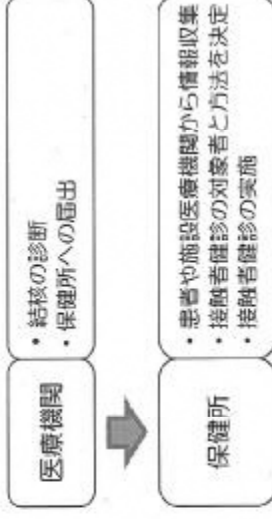 医療機関
・結核の診断
・保健所への届出
保健所
・患者や施設医療機関から情報収集
・接触者健診の対象者と方法を決定
・接触者健診の実施